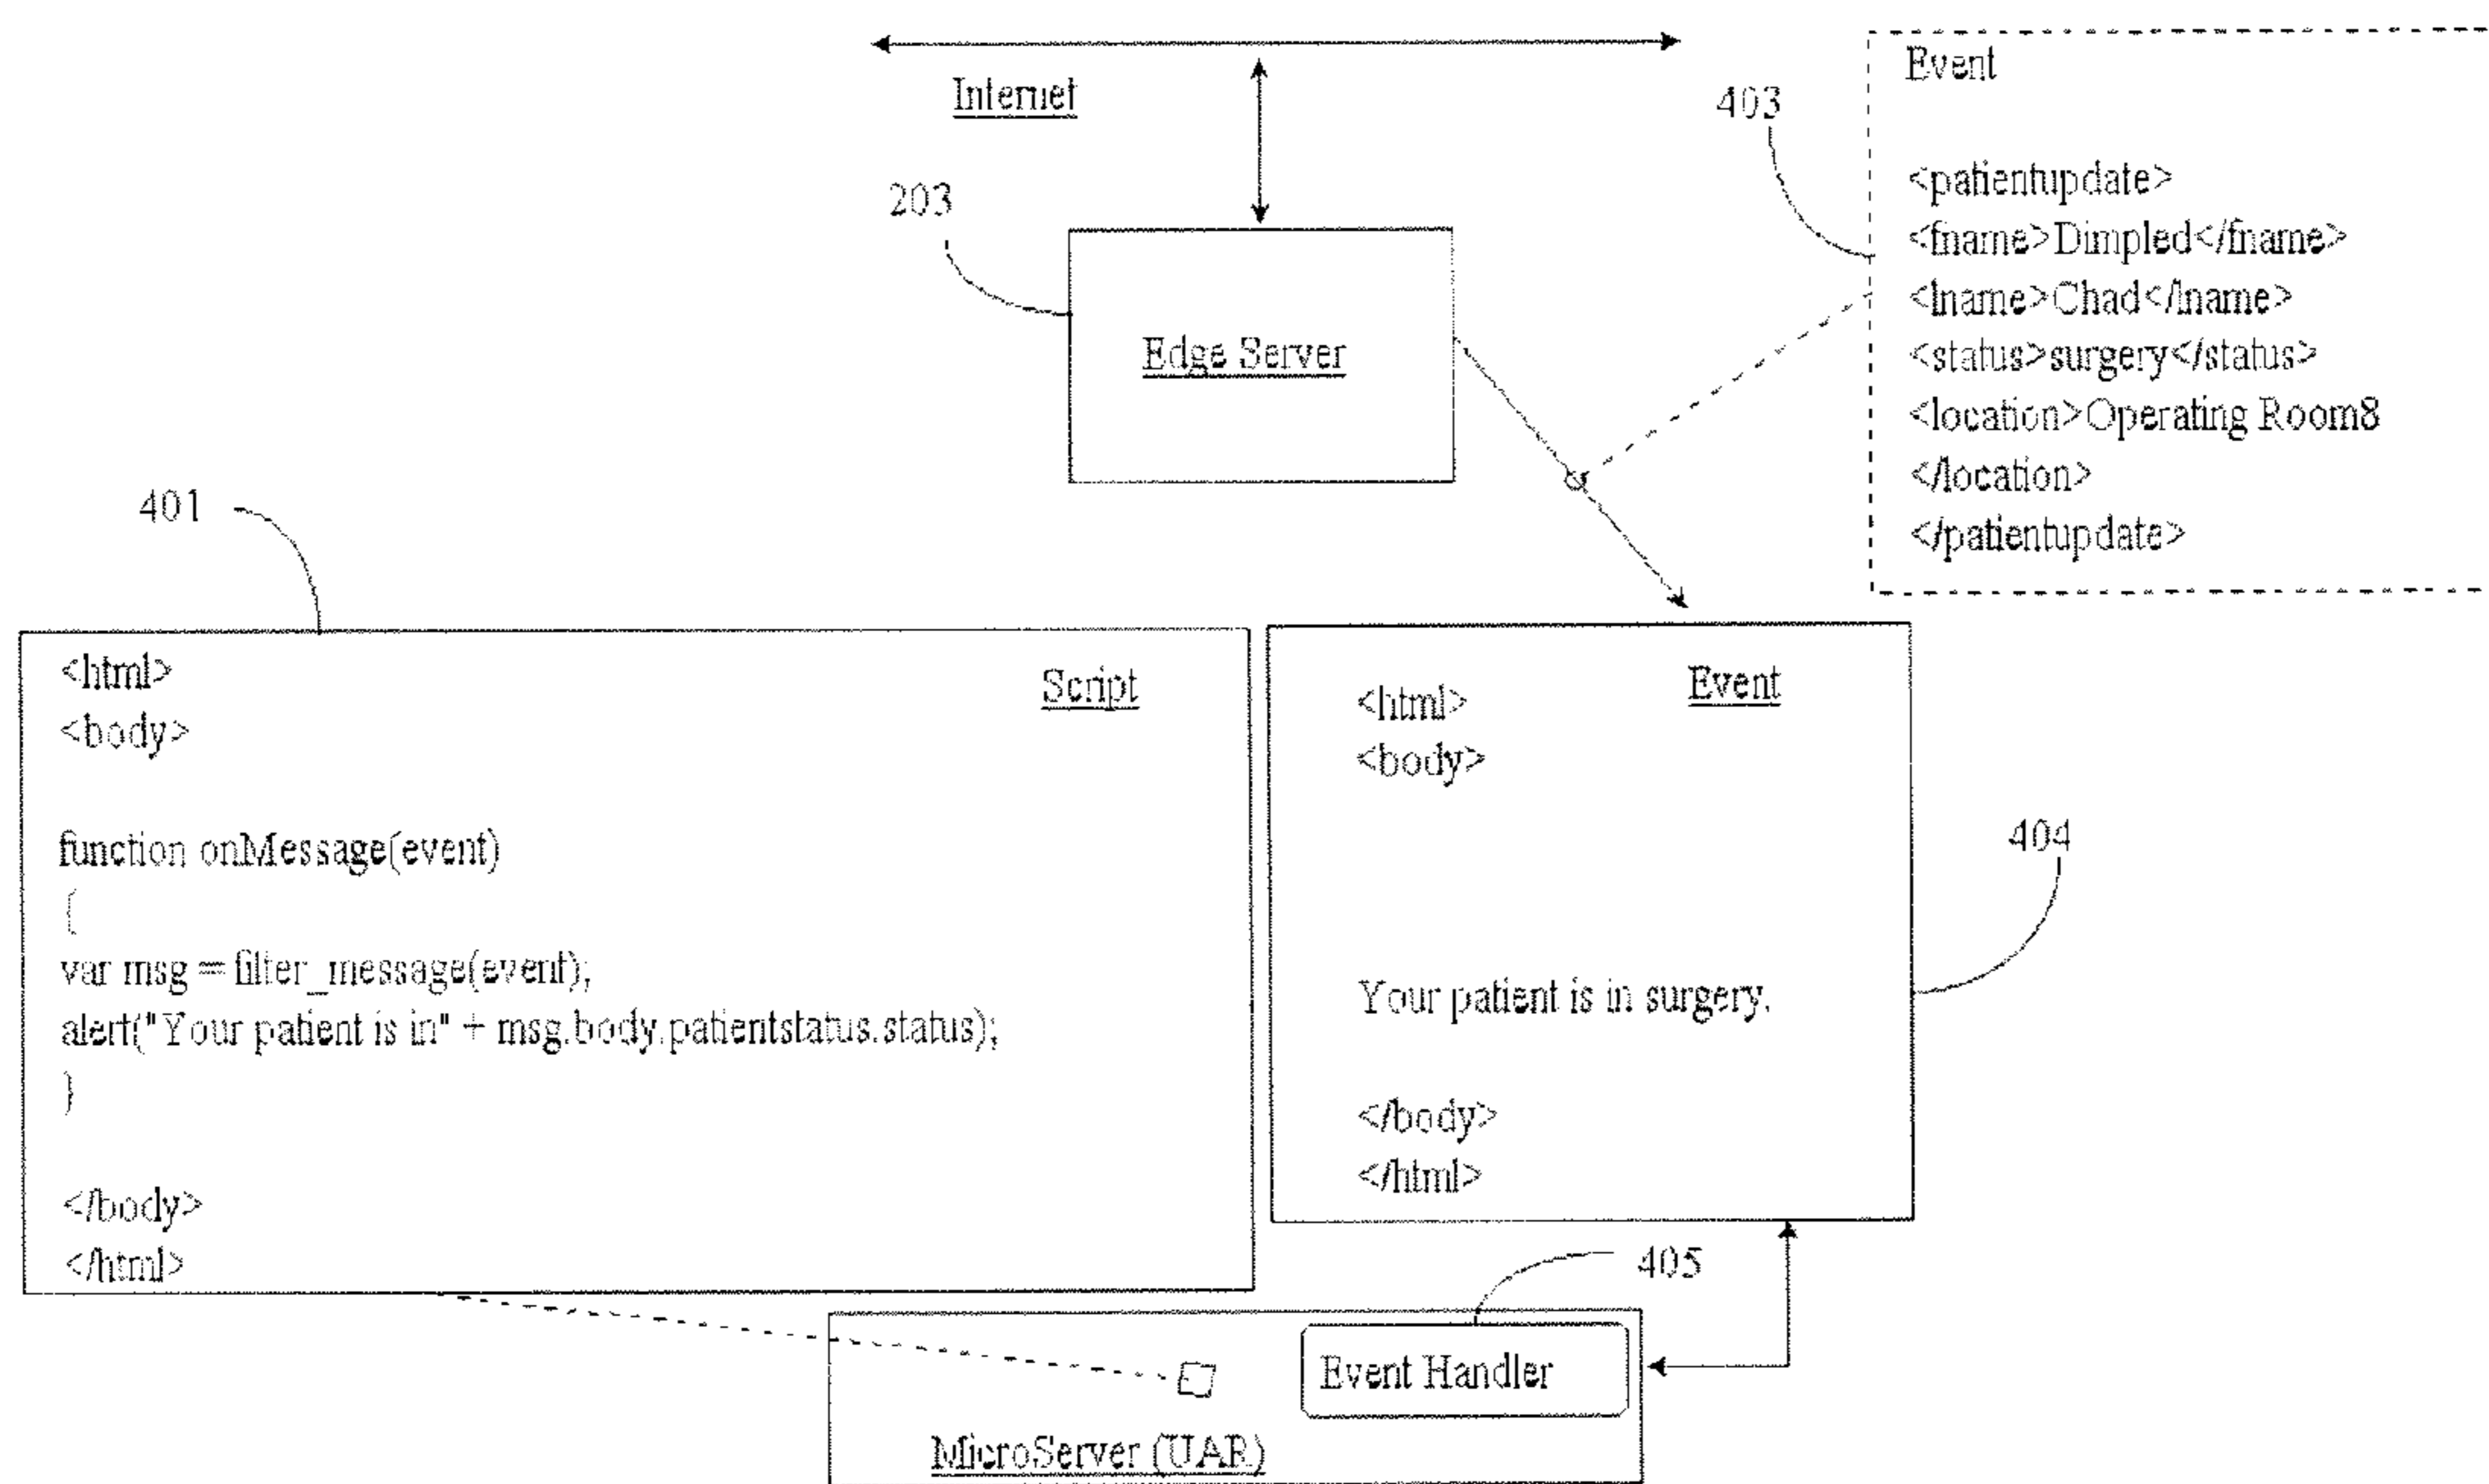 Internet
403
Event
<patientupdate>
<fname>Dimpled</fname>
<lname>Chad</lname>
<status>surgery</status>
<location>Operating Room8
</location>
</patientupdate>
203
Edge Server
401
<html>
Script
<body>
function onMessage(event)
{
var msg = filter_message(event);
alert("Your patient is in" + msg.body.patientstatus.status);
}
</body>
</html>
Event
<html>
<body>
Your patient is in surgery.
</body>
</html>
404
405
Event Handler
MicroServer (UAR)